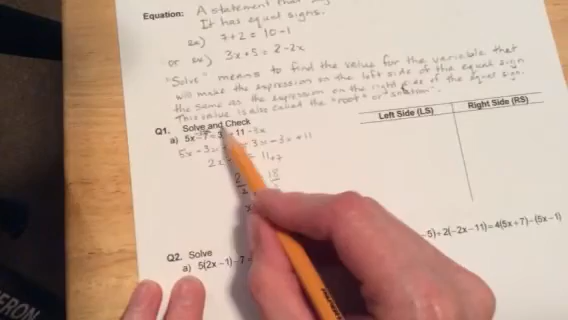 Equation: A statement that
It has equal signs.
ex) 7+2 = 10-1
or ex) 3x+5 = 2-2x
"Solve" means to find the value for the variable that
will make the expression on the left side of the equal sign
the same as the expression on the right side of the equal sign.
This value is also called the "root" or "solution".
Left Side (LS) Right Side (RS)
Q1. Solve and Check
a) 5x-7=3 +11 -3x
5x-3x 3x-3x+11
2x 11+7
18
Q2. Solve
a) 5(2x-1)-7=
-5)+2(-2x-11)=4(5x+7)-(5x-1)
ERON